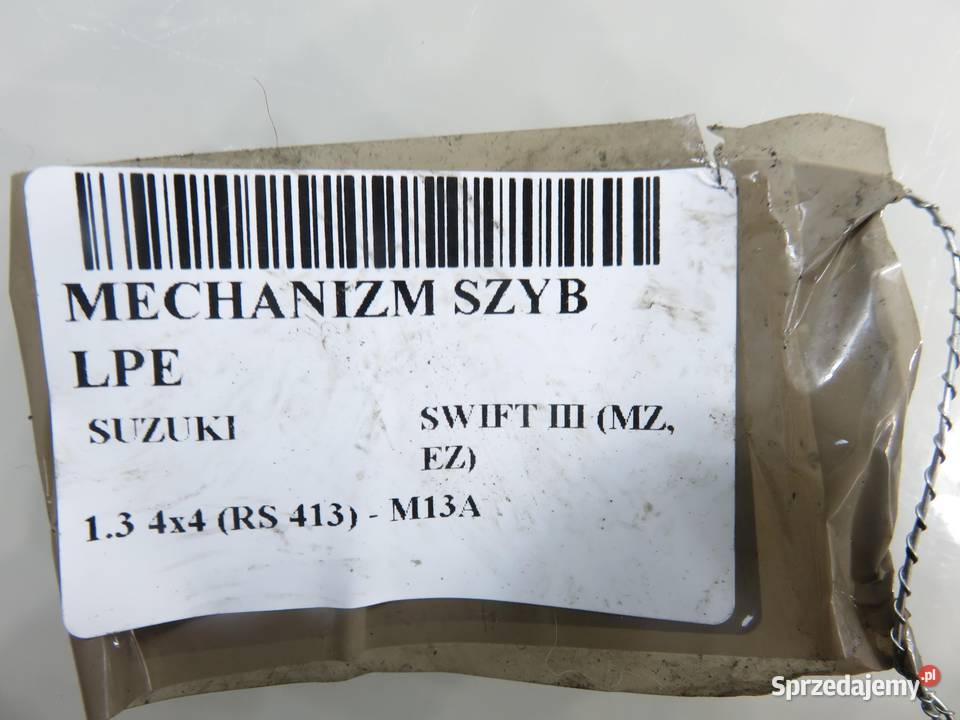 MECHANIZM SZYB
LPE
SUZUKI
SWIFT III (MZ,
EZ)
1.3 4x4 (RS 413) - M13A
Sprzedajemy.pl